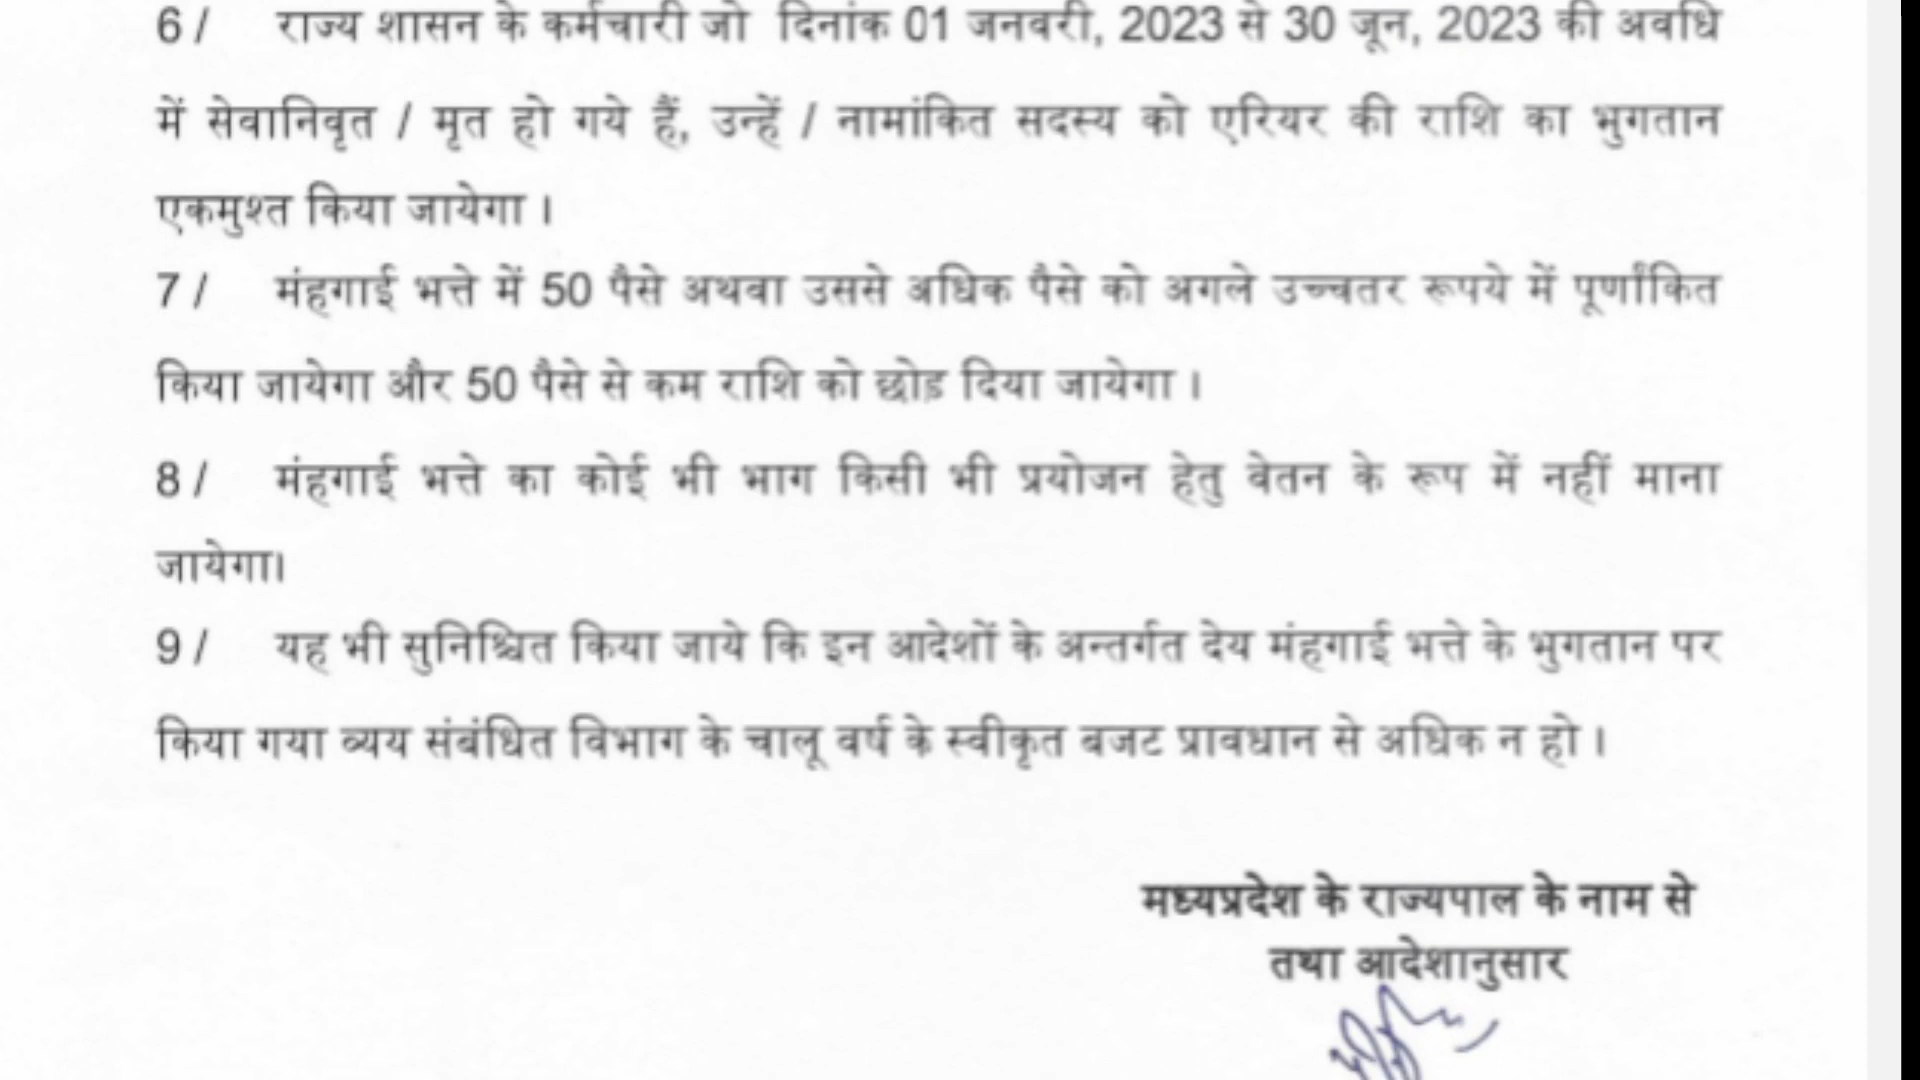 6 / राज्य शासन के कर्मचारी जो दिनांक 01 जनवरी, 2023 से 30 जून, 2023 की अवधि
में सेवानिवृत / मृत हो गये हैं, उन्हें / नामांकित सदस्य को एरियर की राशि का भुगतान
एकमुश्त किया जायेगा ।
7 / मंहगाई भत्ते में 50 पैसे अथवा उससे अधिक पैसे को अगले उच्चतर रूपये में पूर्णांकित
किया जायेगा और 50 पैसे से कम राशि को छोड़ दिया जायेगा ।
8 / मंहगाई भत्ते का कोई भी भाग किसी भी प्रयोजन हेतु वेतन के रूप में नहीं माना
जायेगा।
9 / यह भी सुनिश्चित किया जाये कि इन आदेशों के अन्तर्गत देय मंहगाई भत्ते के भुगतान पर
किया गया व्यय संबंधित विभाग के चालू वर्ष के स्वीकृत बजट प्रावधान से अधिक न हो ।
मध्यप्रदेश के राज्यपाल के नाम से
तथा आदेशानुसार